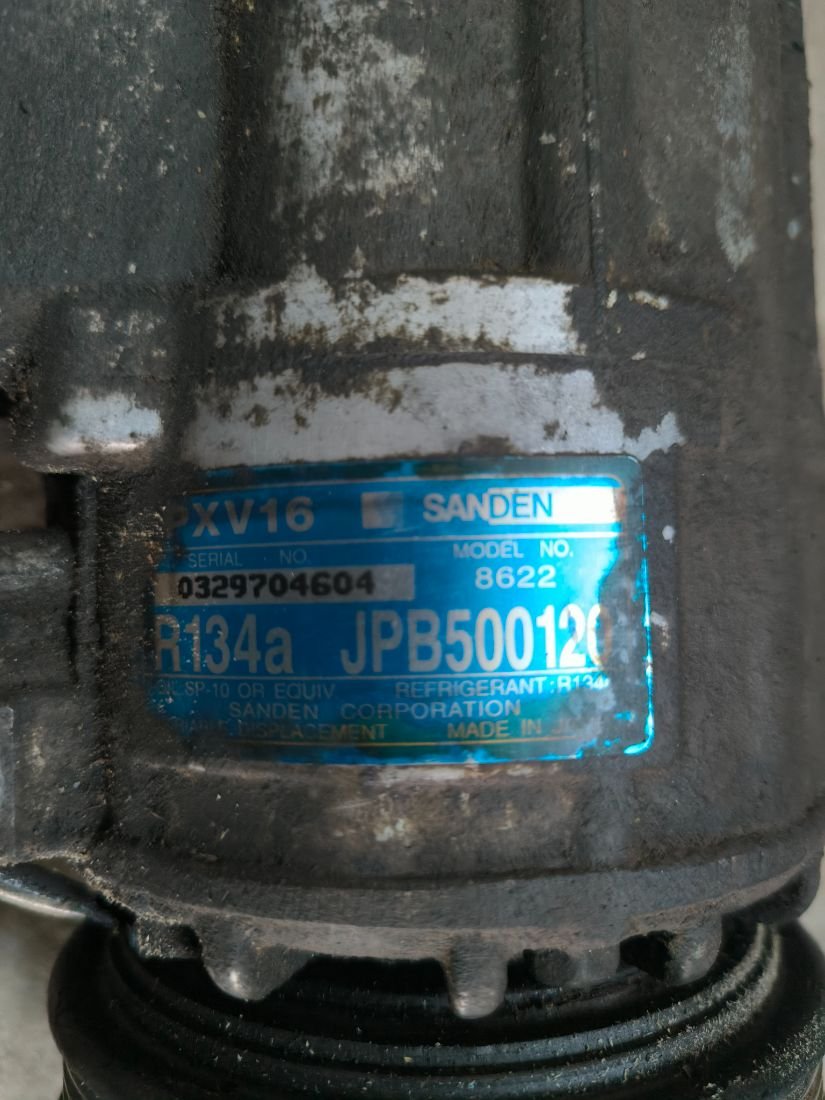 PXV16 SANDEN
SERIAL NO. MODEL NO.
0329704604 8622
R134a JPB500120
SP-10 OR EQUIV. REFRIGERANT:R134
SANDEN CORPORATION
DISPLACEMENT MADE IN